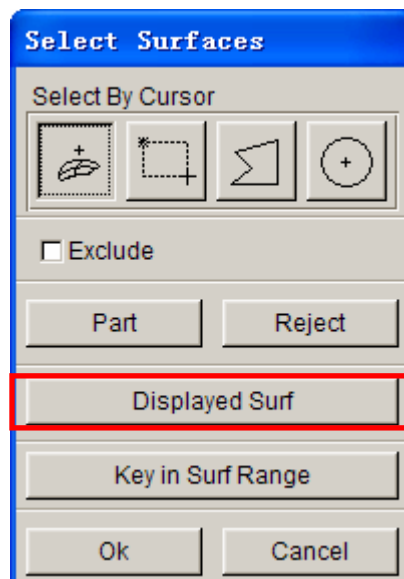 Select Surfaces
Select By Cursor
Exclude
Part Reject
Displayed Surf
Key in Surf Range
Ok Cancel